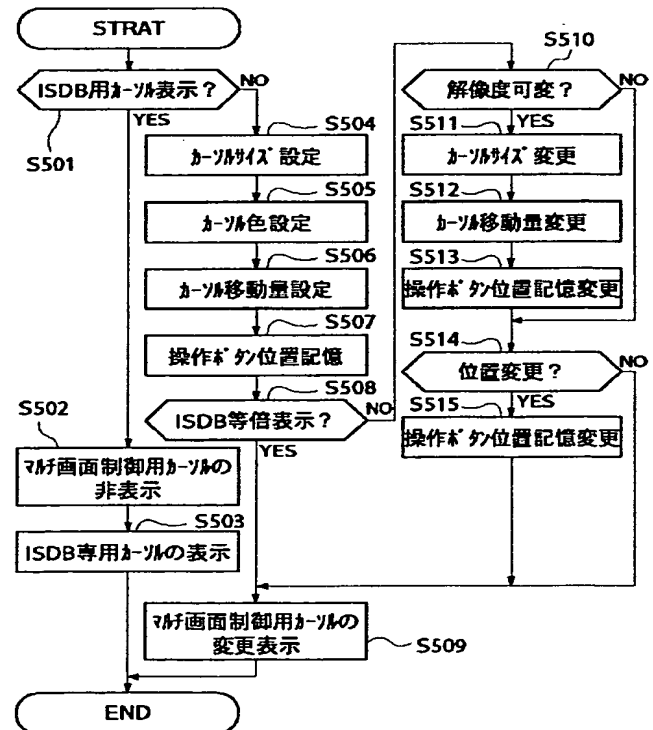 STRAT
ISDB用ｶｰｿﾙ表示？
NO
YES
S501
S504
ｶｰｿﾙｻｲｽﾞ設定
S505
ｶｰｿﾙ色設定
S506
ｶｰｿﾙ移動量設定
S507
操作ﾎﾞﾀﾝ位置記憶
S508
ISDB等倍表示？
NO
YES
S502
ﾏﾙﾁ画面制御用ｶｰｿﾙの
非表示
S503
ISDB専用ｶｰｿﾙの表示
S510
解像度可変？
NO
YES
S511
ｶｰｿﾙｻｲｽﾞ変更
S512
ｶｰｿﾙ移動量変更
S513
操作ﾎﾞﾀﾝ位置記憶変更
S514
位置変更？
NO
YES
S515
操作ﾎﾞﾀﾝ位置記憶変更
ﾏﾙﾁ画面制御用ｶｰｿﾙの
変更表示
S509
END